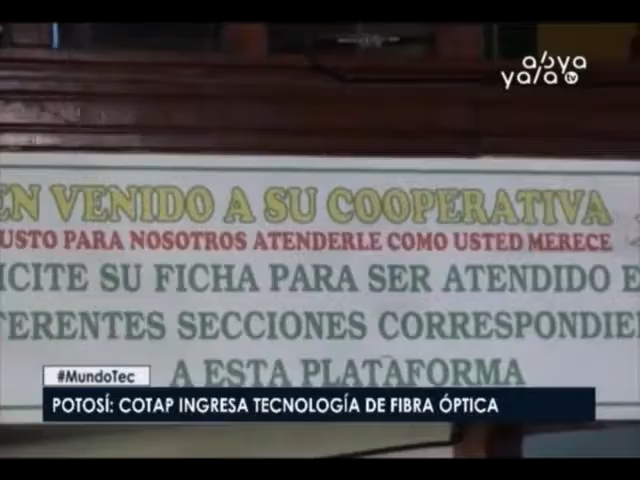 abya
yala tv
EN VENIDO A SU COOPERATIVA
USTO PARA NOSOTROS ATENDERLE COMO USTED MERECE
ICITE SU FICHA PARA SER ATENDIDO E
FERENTES SECCIONES CORRESPONDIE
A ESTA PLATAFORMA
#MundoTec
POTOSÍ: COTAP INGRESA TECNOLOGÍA DE FIBRA ÓPTICA